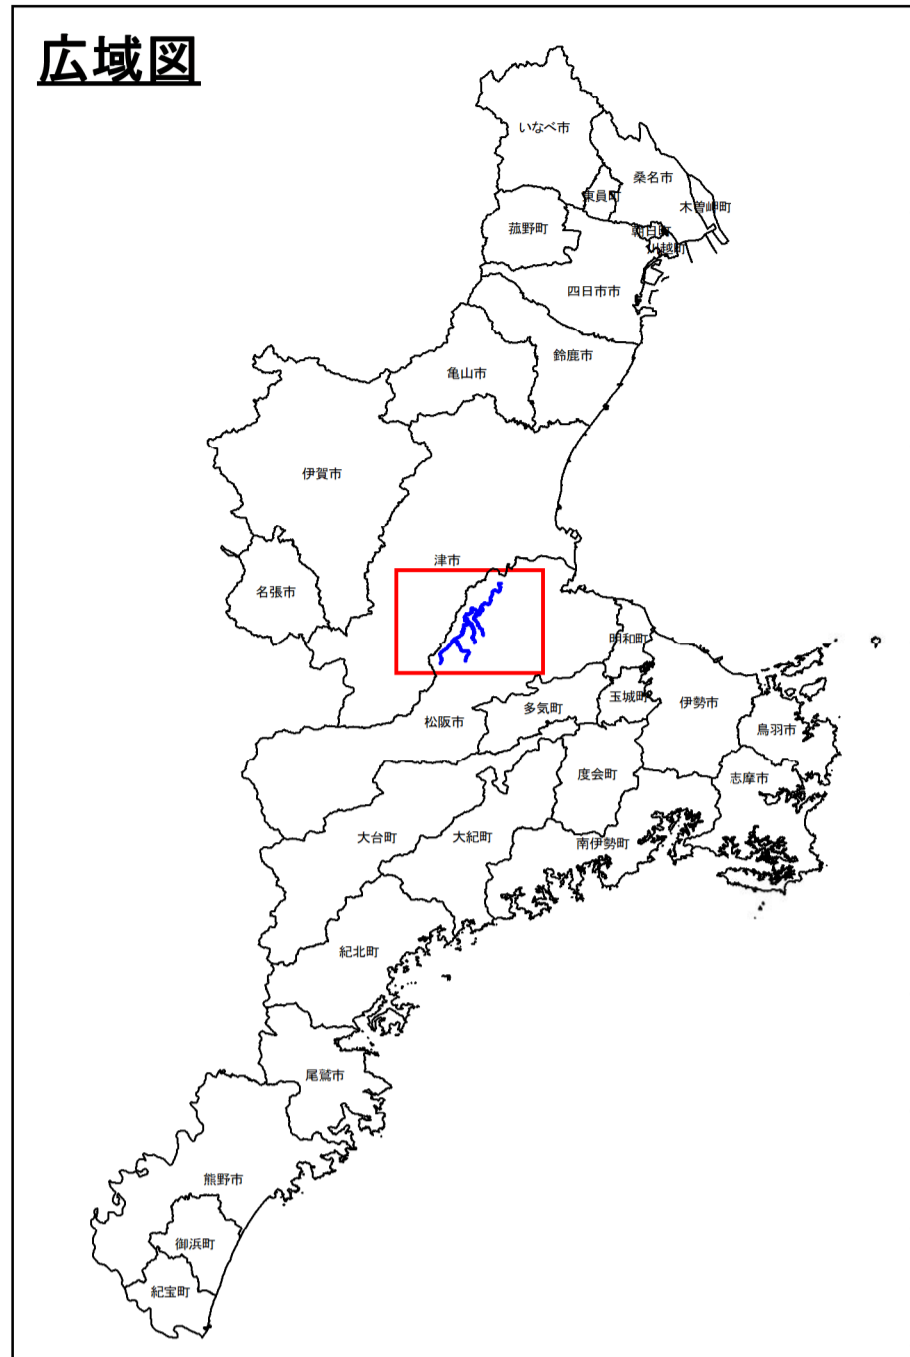 広域図
いなべ市
桑名市
東員町
木曽岬町
菰野町
朝日町
川越町
四日市市
鈴鹿市
亀山市
伊賀市
津市
名張市
明和町
玉城町
伊勢市
多気町
松阪市
鳥羽市
度会町
志摩市
大台町
大紀町
南伊勢町
紀北町
尾鷲市
熊野市
御浜町
紀宝町